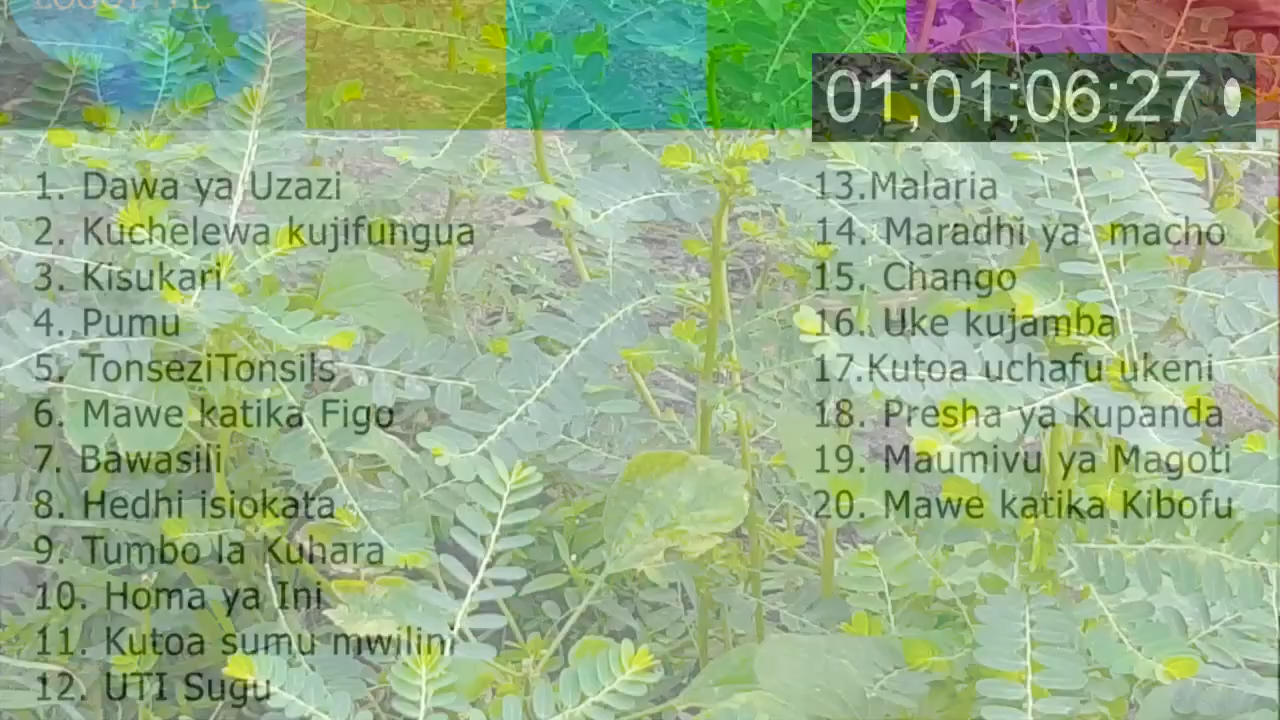 LOGOTYPE
01;01;06;27
1. Dawa ya Uzazi
2. Kuchelewa kujifungua
3. Kisukari
4. Pumu
5. TonseziTonsils
6. Mawe katika Figo
7. Bawasili
8. Hedhi isiokata
9. Tumbo la Kuhara
10. Homa ya Ini
11. Kutoa sumu mwilini
12. UTI Sugu
13.Malaria
14. Maradhi ya macho
15. Chango
16. Uke kujamba
17.Kutoa uchafu ukeni
18. Presha ya kupanda
19. Maumivu ya Magoti
20. Mawe katika Kibofu